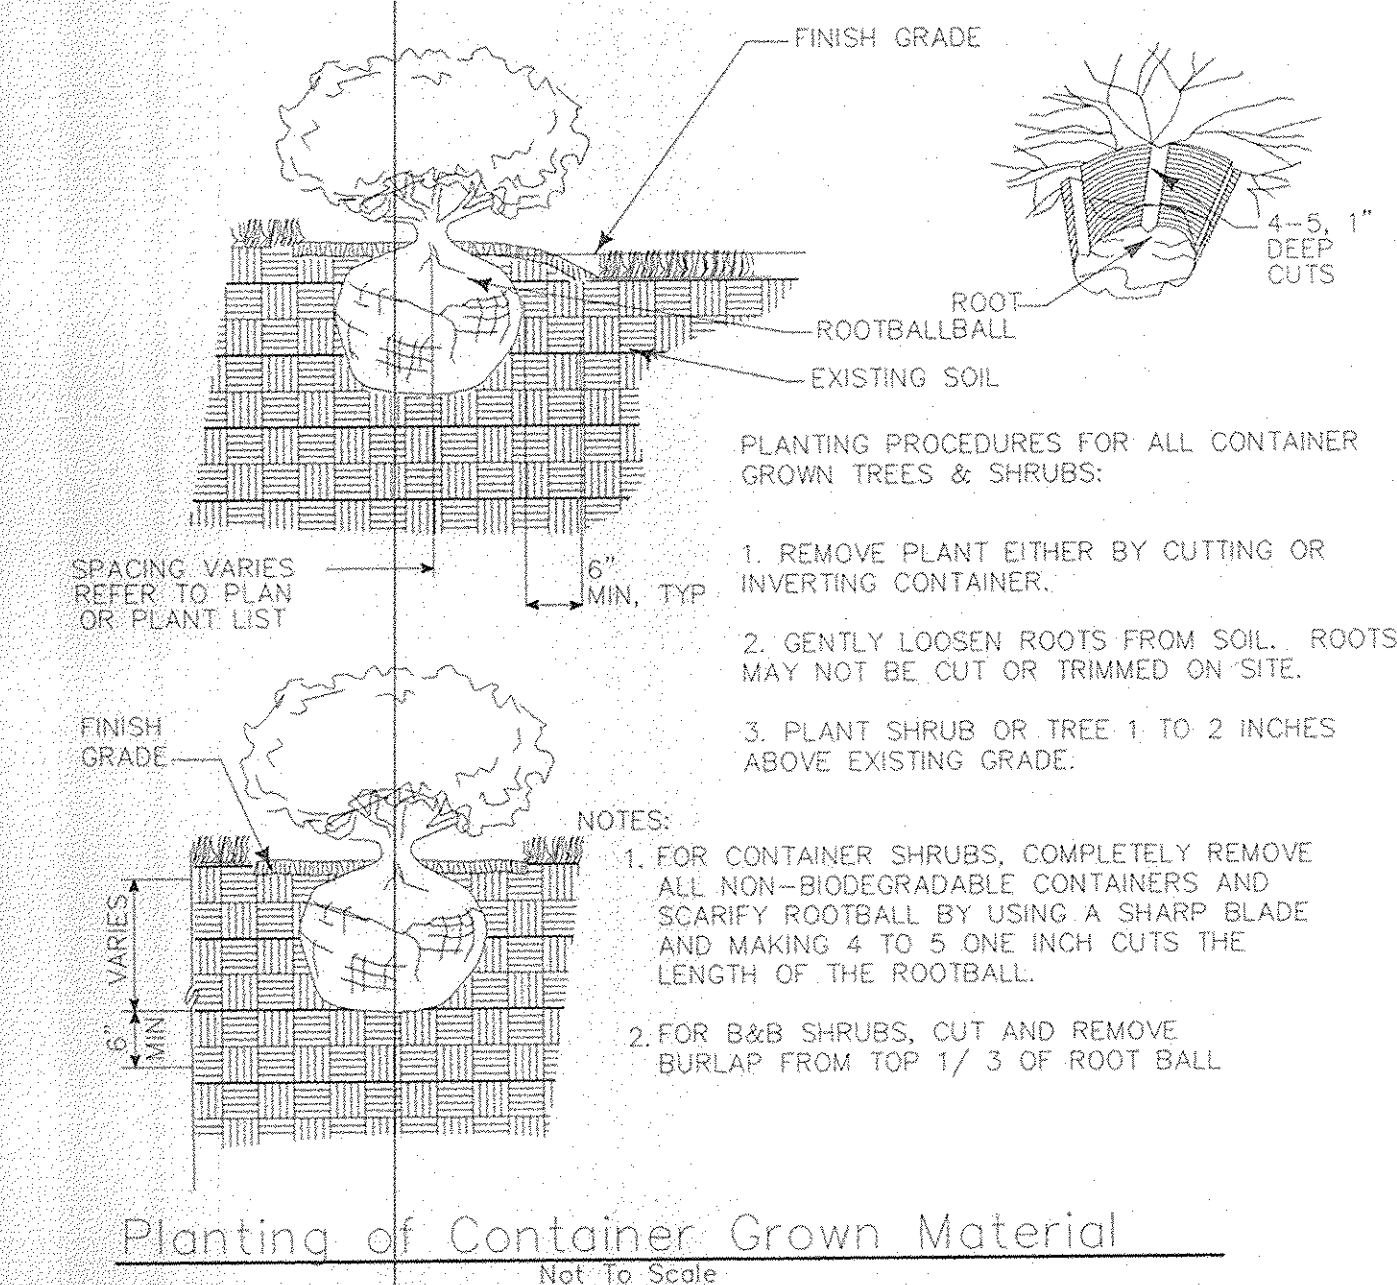 FINISH GRADE
4-5, 1"
DEEP
CUTS
ROOT
ROOTBALLBALL
EXISTING SOIL
PLANTING PROCEDURES FOR ALL CONTAINER
GROWN TREES & SHRUBS:
1. REMOVE PLANT EITHER BY CUTTING OR
INVERTING CONTAINER.
SPACING VARIES
REFER TO PLAN
OR PLANT LIST
6"
MIN, TYP
2. GENTLY LOOSEN ROOTS FROM SOIL. ROOTS
MAY NOT BE CUT OR TRIMMED ON SITE.
3. PLANT SHRUB OR TREE 1 TO 2 INCHES
ABOVE EXISTING GRADE.
FINISH
GRADE
VARIES
6"
MIN
NOTES:
1. FOR CONTAINER SHRUBS, COMPLETELY REMOVE
ALL NON-BIODEGRADABLE CONTAINERS AND
SCARIFY ROOTBALL BY USING A SHARP BLADE
AND MAKING 4 TO 5 ONE INCH CUTS THE
LENGTH OF THE ROOTBALL.
2. FOR B&B SHRUBS, CUT AND REMOVE
BURLAP FROM TOP 1/ 3 OF ROOT BALL
Planting of Container Grown Material
Not To Scale